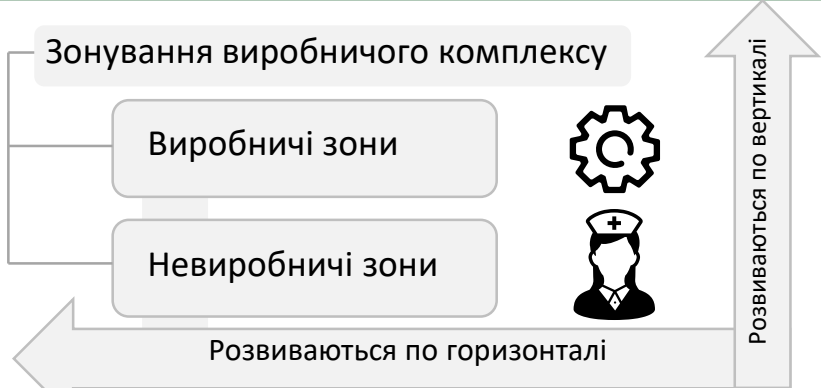 Зонування виробничого комплексу
Виробничі зони
Невиробничі зони
Розвиваються по горизонталі
Розвиваються по вертикалі